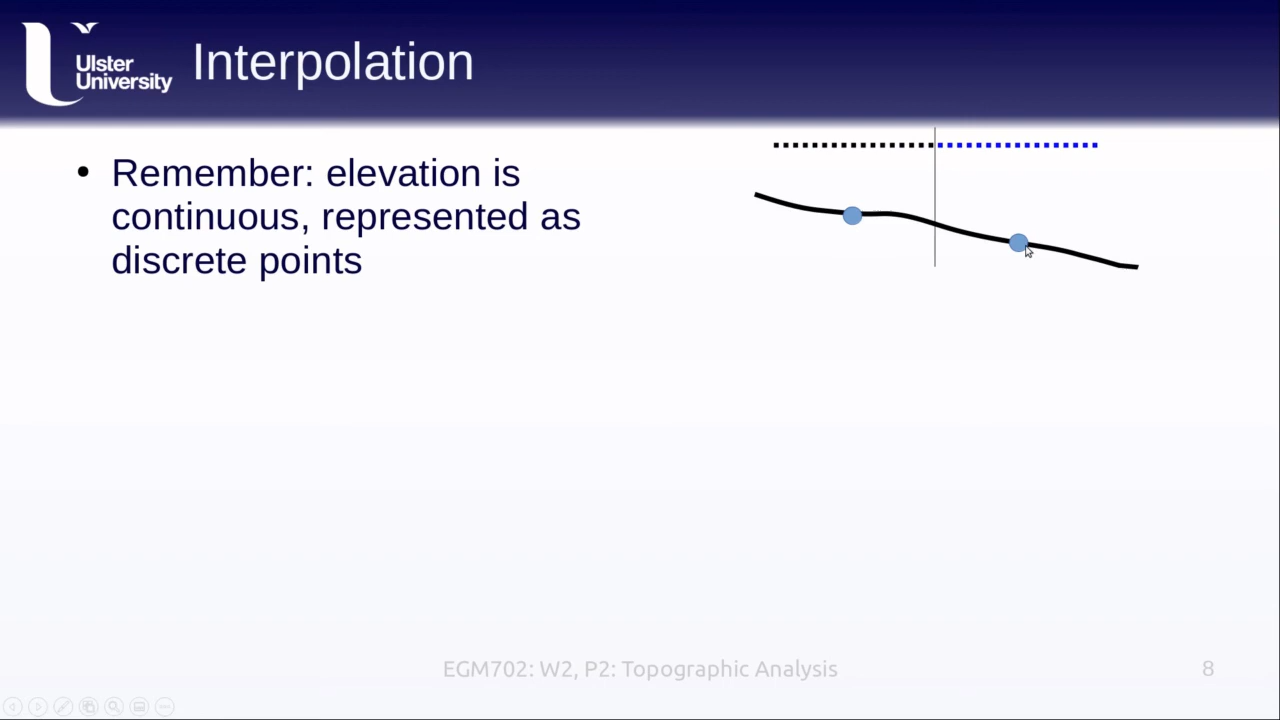 Ulster
University
Interpolation
• Remember: elevation is
continuous, represented as
discrete points
EGM702: W2, P2: Topographic Analysis
8